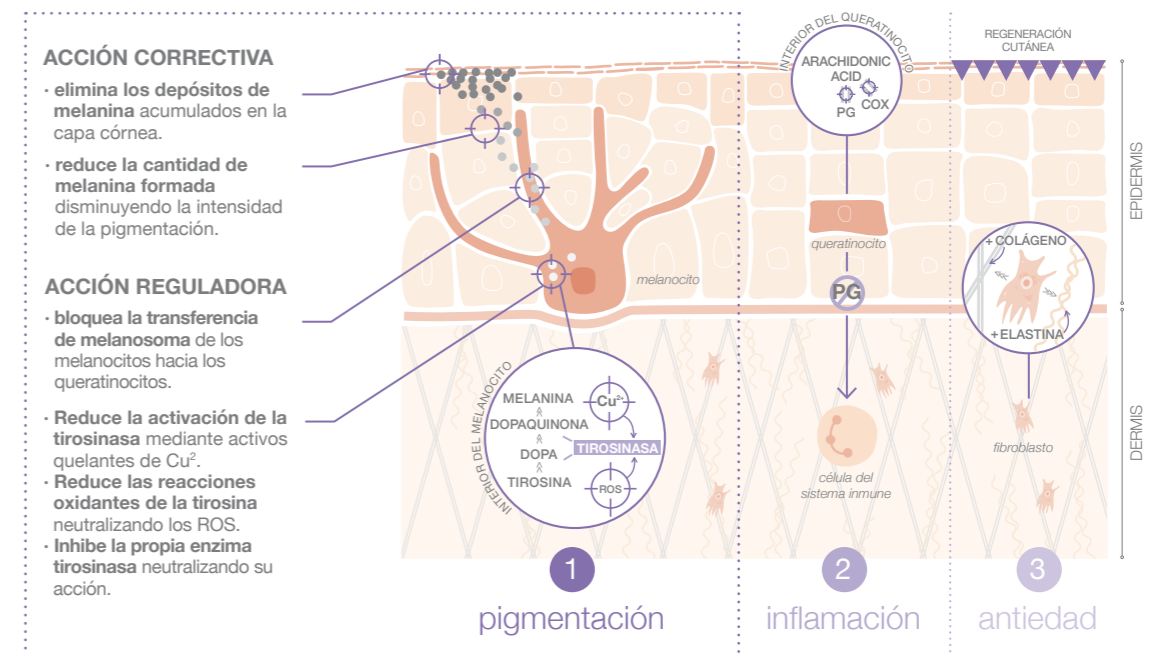 ACCIÓN CORRECTIVA
· elimina los depósitos de
melanina acumulados en la
capa córnea.
· reduce la cantidad de
melanina formada
disminuyendo la intensidad
de la pigmentación.
ACCIÓN REGULADORA
· bloquea la transferencia
de melanosoma de los
melanocitos hacia los
queratinocitos.
· Reduce la activación de la
tirosinasa mediante activos
quelantes de Cu².
· Reduce las reacciones
oxidantes de la tirosina
neutralizando los ROS.
· Inhibe la propia enzima
tirosinasa neutralizando su
acción.
melanocito
INTERIOR DEL MELANOCITO
MELANINA
DOPAQUINONA
DOPA
TIROSINA
Cu²⁺
TIROSINASA
ROS
1
pigmentación
INTERIOR DEL QUERATINOCITO
ARACHIDONIC
ACID
PG
COX
queratinocito
PG
célula del
sistema inmune
2
inflamación
REGENERACIÓN
CUTÁNEA
+ COLÁGENO
+ ELASTINA
fibroblasto
3
antiedad
EPIDERMIS
DERMIS